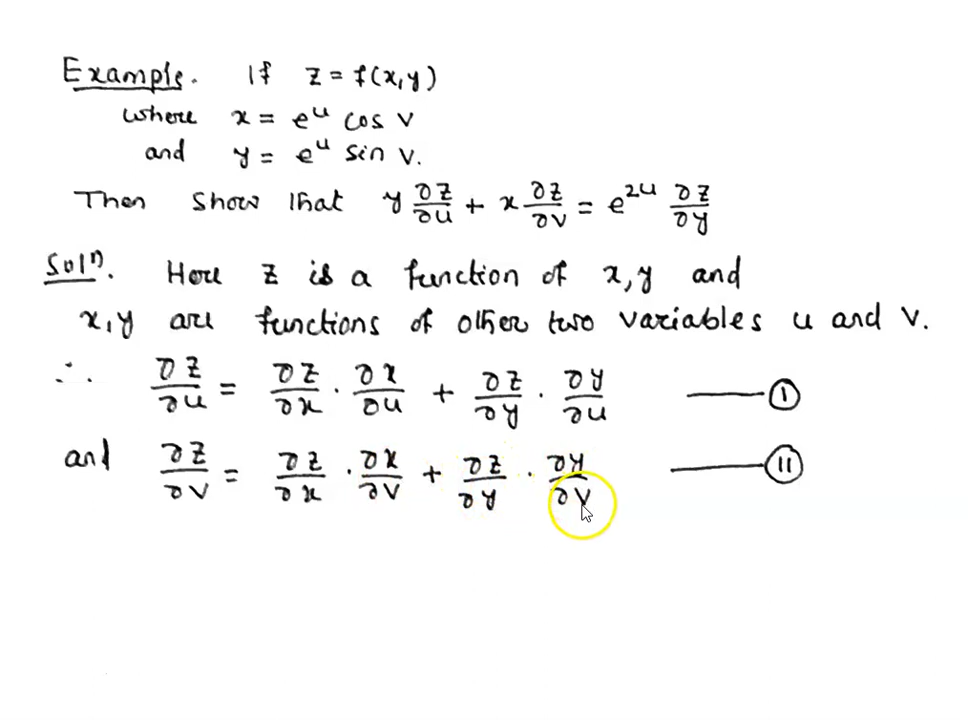 Example. If z = f(x,y)
where x = e^u cos v
and y = e^u sin v.
Then show that y ∂z/∂u + x ∂z/∂v = e^2u ∂z/∂y
Solⁿ. Here z is a function of x,y and
x,y are functions of other two variables u and v.
∴ ∂z/∂u = ∂z/∂x · ∂x/∂u + ∂z/∂y · ∂y/∂u —— (I)
and ∂z/∂v = ∂z/∂x · ∂x/∂v + ∂z/∂y · ∂y/∂v —— (II)